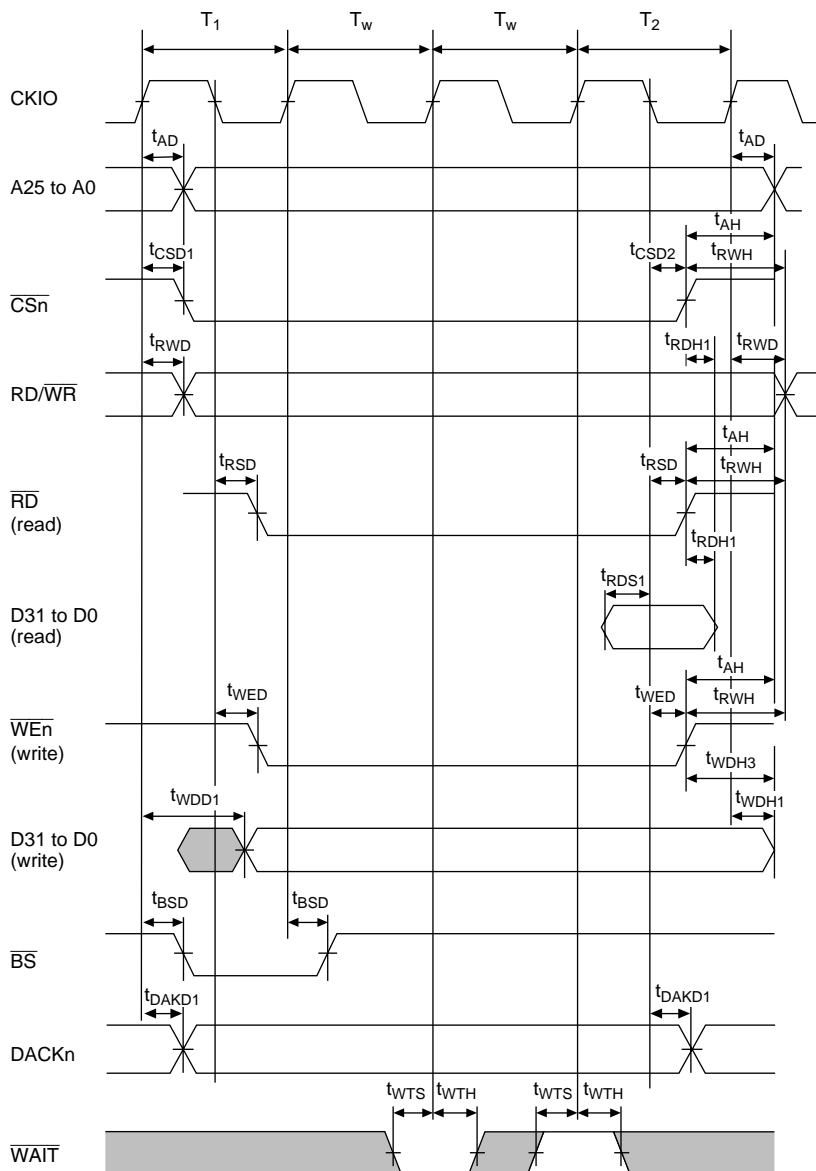 T1 Tw Tw T2
CKIO
tAD tAD
A25 to A0
tAH
tCSD1 tCSD2 tRWH
CSn
tRWD tRDH1 tRWD
RD/WR
tAH
tRSD tRSD tRWH
RD
(read)
tRDH1
tRDS1
D31 to D0
(read)
tAH
tWED tWED tRWH
WEn
(write)
tWDH3
tWDD1 tWDH1
D31 to D0
(write)
tBSD tBSD
BS
tDAKD1 tDAKD1
DACKn
tWTS tWTH tWTS tWTH
WAIT